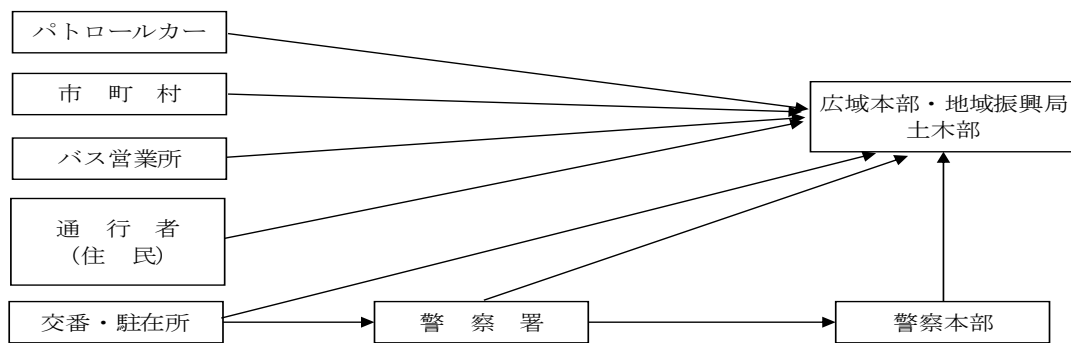 パトロールカー
市　町　村
バス営業所
通　行　者
(住　民)
交番・駐在所
警　察　署
警察本部
広域本部・地域振興局
土木部